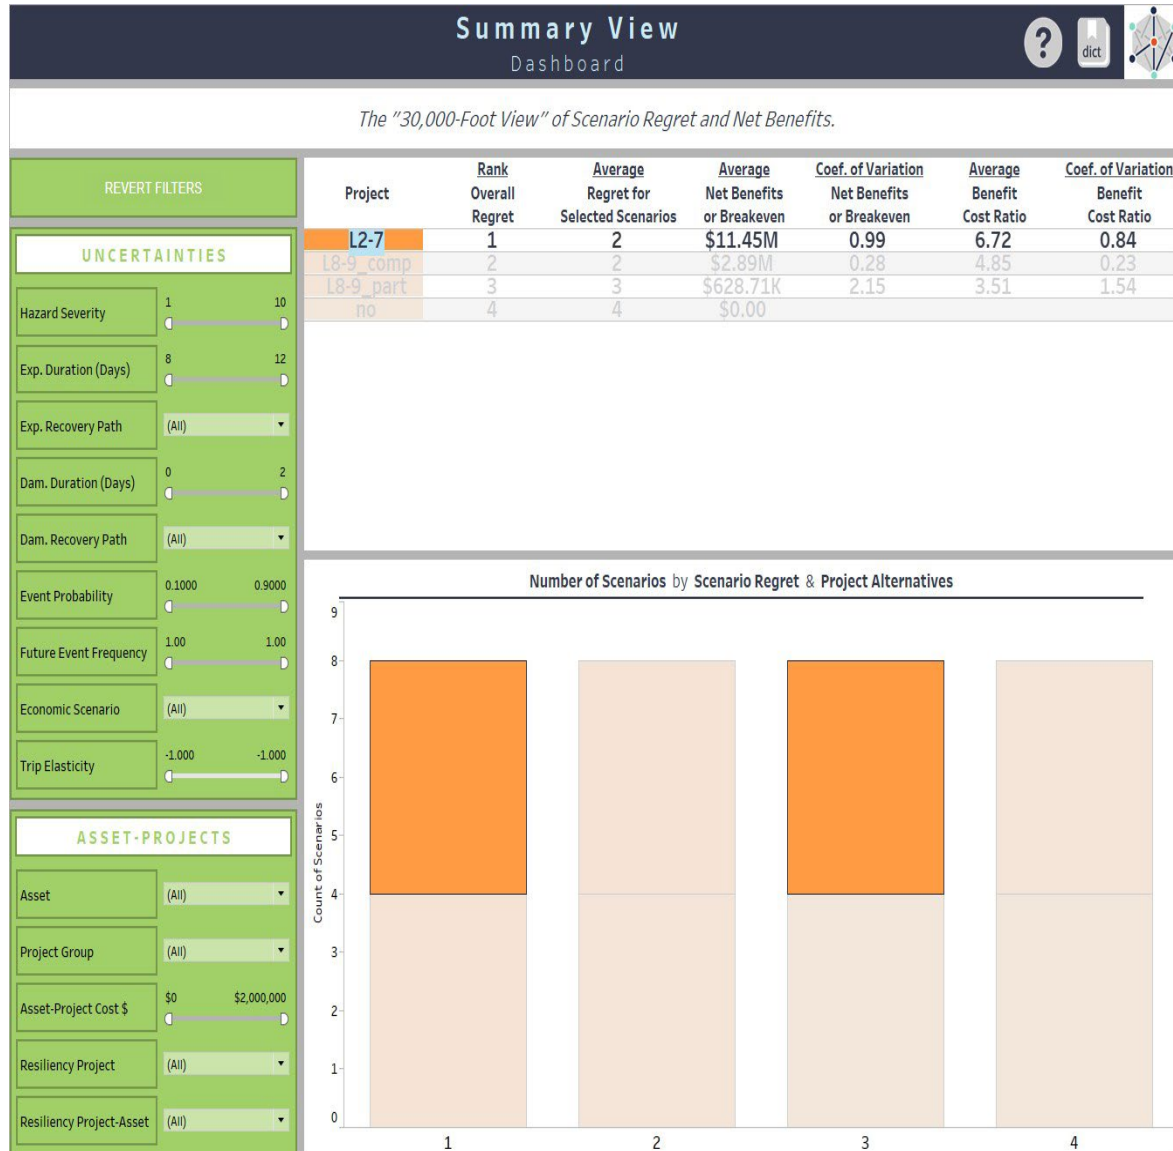 Summary View
Dashboard
?
dict
The "30,000-Foot View" of Scenario Regret and Net Benefits.
REVERT FILTERS
UNCERTAINTIES
Hazard Severity 1 10
Exp. Duration (Days) 8 12
Exp. Recovery Path (All)
Dam. Duration (Days) 0 2
Dam. Recovery Path (All)
Event Probability 0.1000 0.9000
Future Event Frequency 1.00 1.00
Economic Scenario (All)
Trip Elasticity -1.000 -1.000
ASSET-PROJECTS
Asset (All)
Project Group (All)
Asset-Project Cost $ $0 $2,000,000
Resiliency Project (All)
Resiliency Project-Asset (All)
Rank Average Average Coef. of Variation Average Coef. of Variation
Project Overall Regret for Net Benefits Net Benefits Benefit Benefit
Regret Selected Scenarios or Breakeven or Breakeven Cost Ratio Cost Ratio
L2-7 1 2 $11.45M 0.99 6.72 0.84
L8-9_comp 2 2 $2.89M 0.28 4.85 0.23
L8-9_part 3 3 $628.71K 2.15 3.51 1.54
no 4 4 $0.00
Number of Scenarios by Scenario Regret & Project Alternatives
Count of Scenarios
9
8
7
6
5
4
3
2
1
0
1 2 3 4